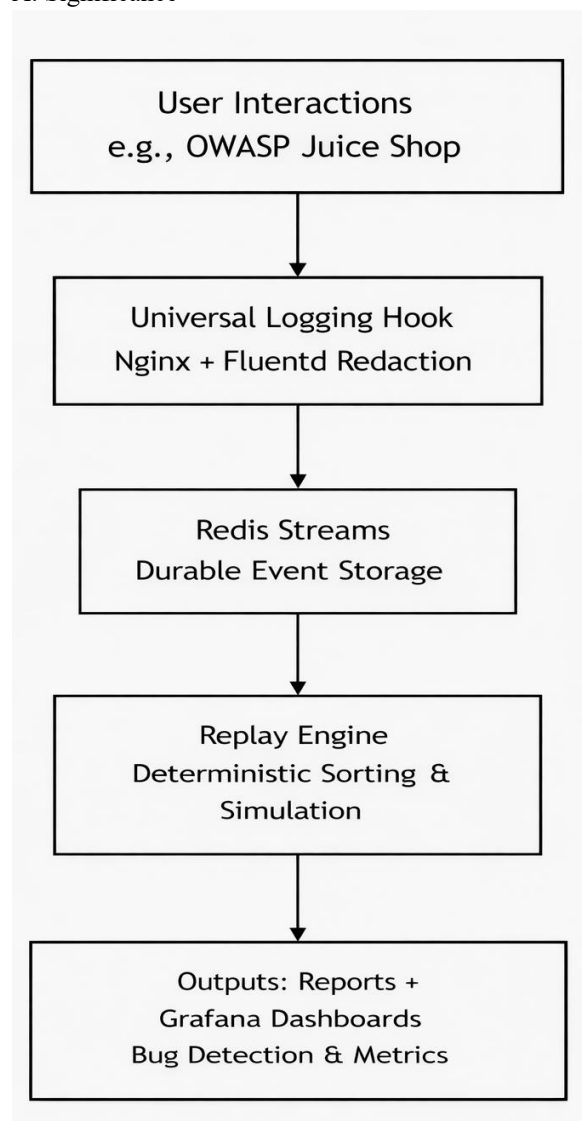 User Interactions
e.g., OWASP Juice Shop
Universal Logging Hook
Nginx + Fluentd Redaction
Redis Streams
Durable Event Storage
Replay Engine
Deterministic Sorting &
Simulation
Outputs: Reports +
Grafana Dashboards
Bug Detection & Metrics